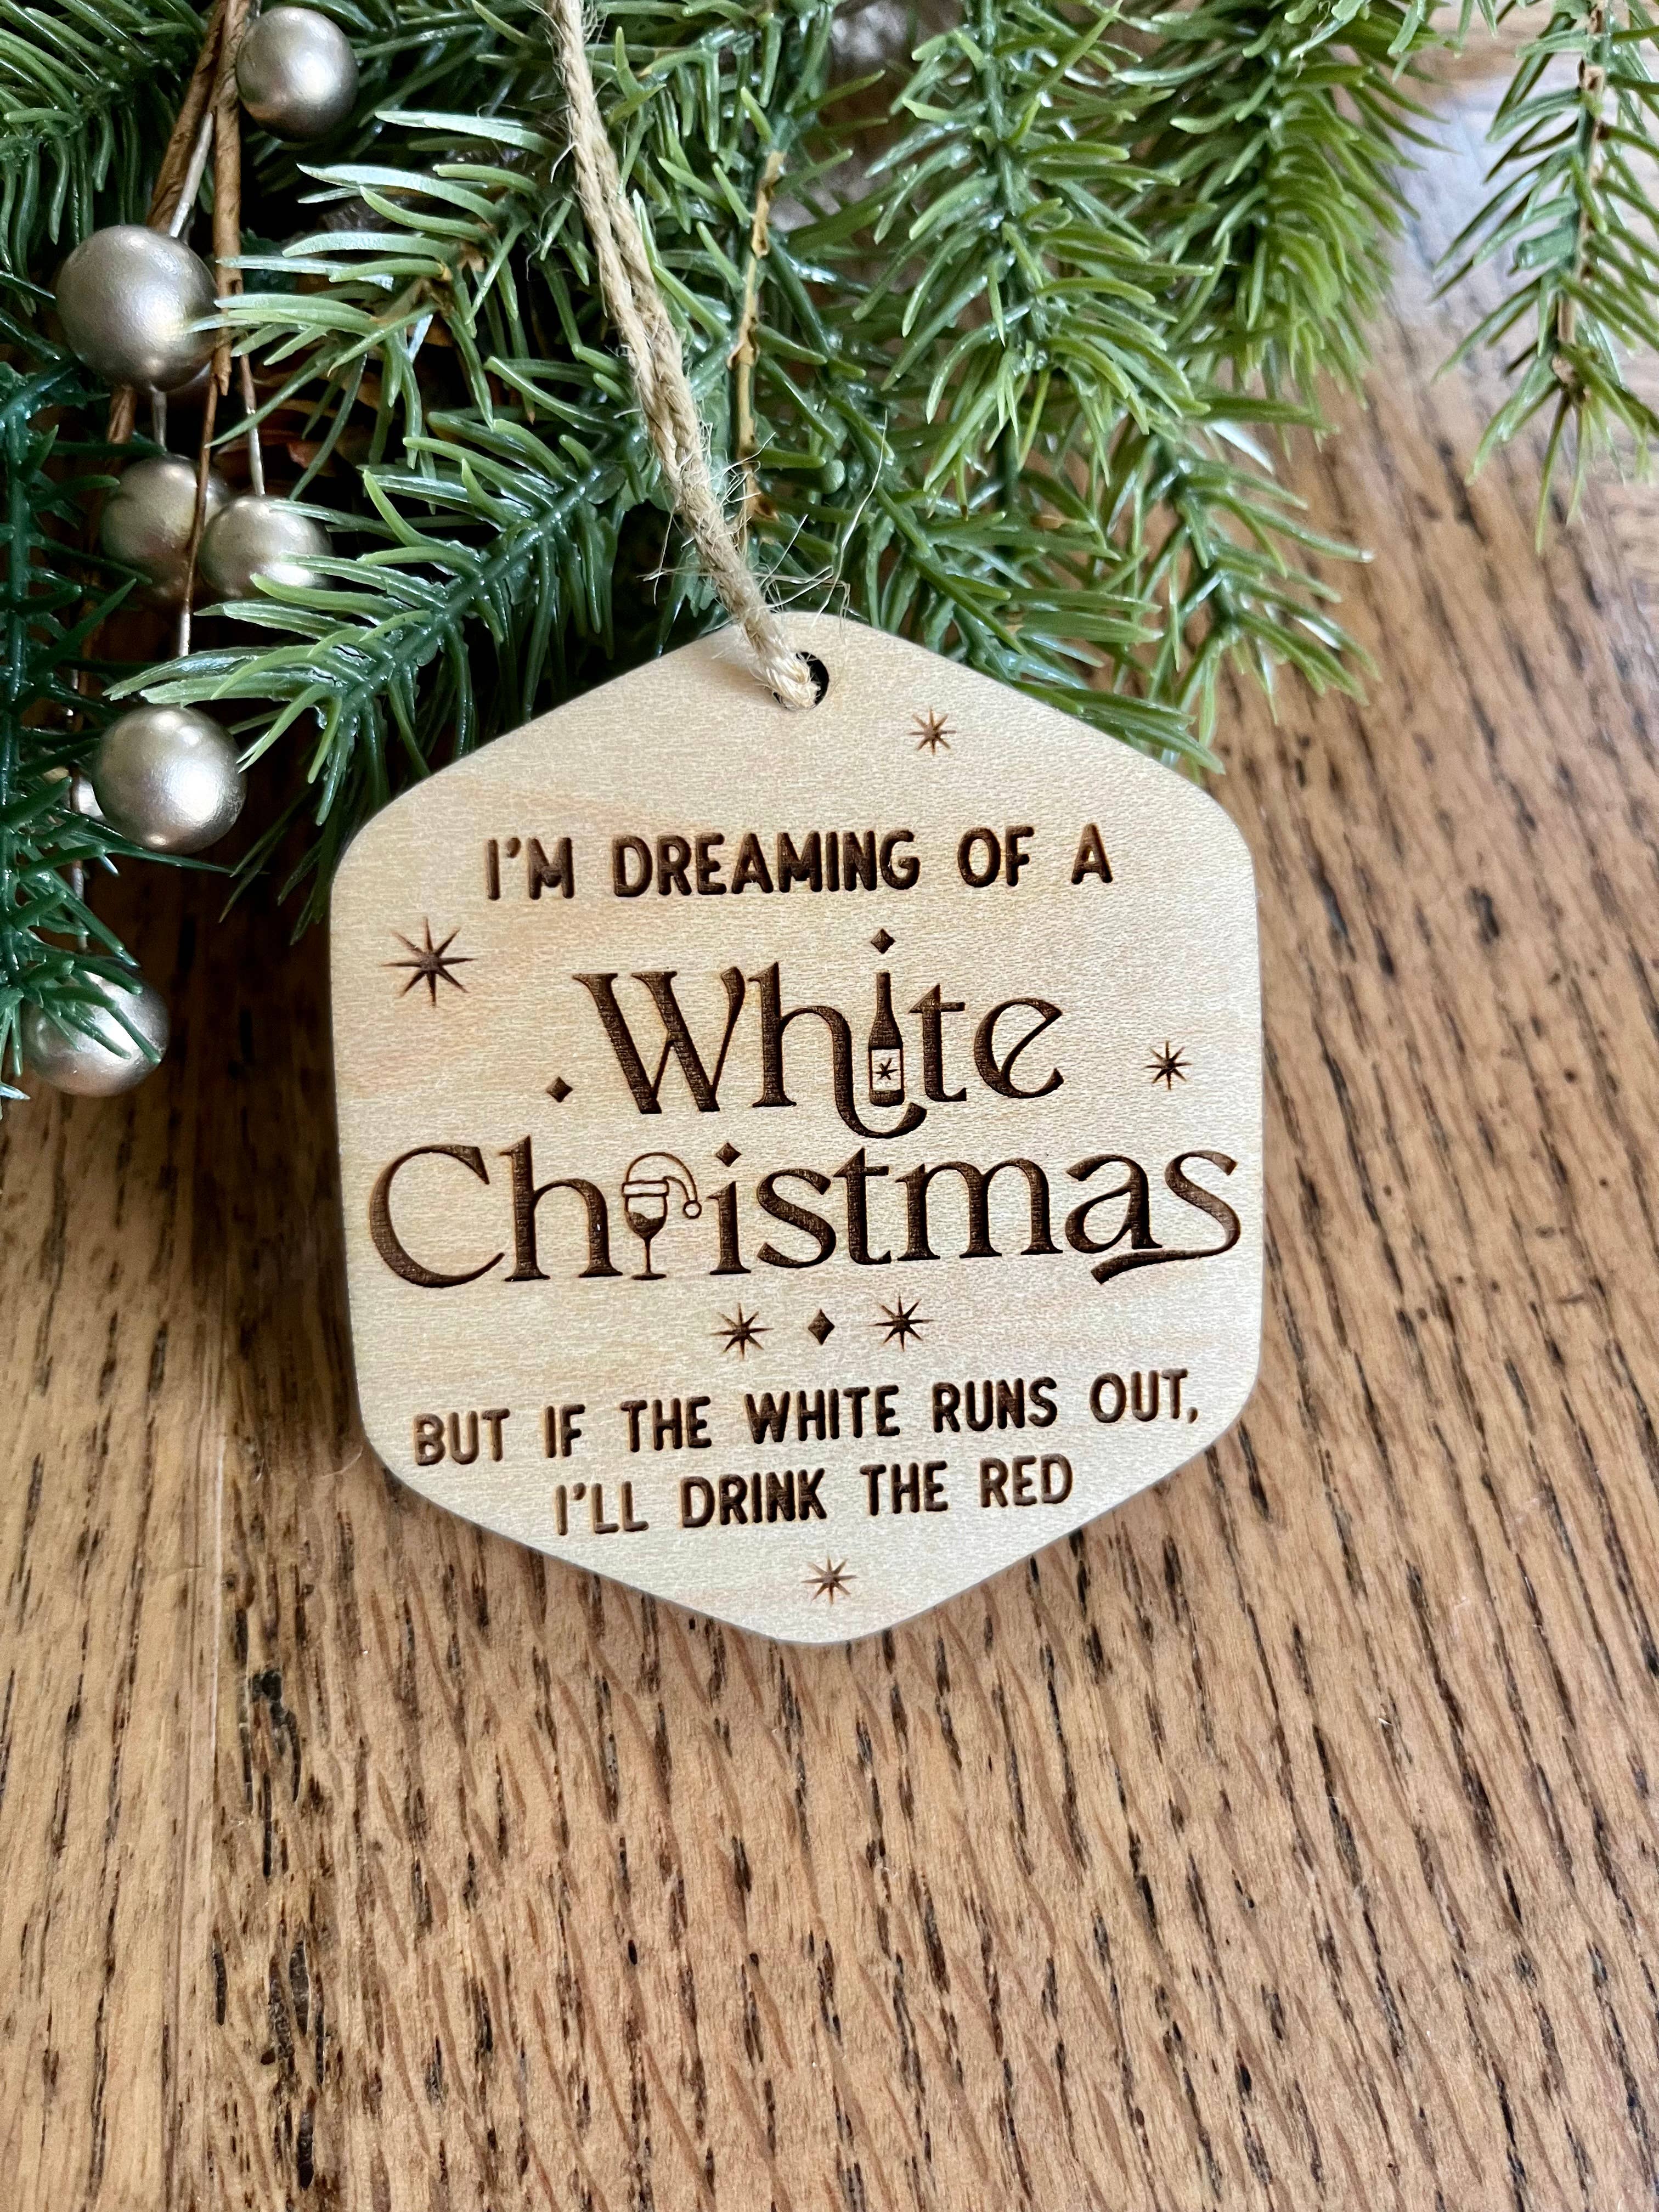 I'M DREAMING OF A
White
Christmas
BUT IF THE WHITE RUNS OUT,
I'LL DRINK THE RED